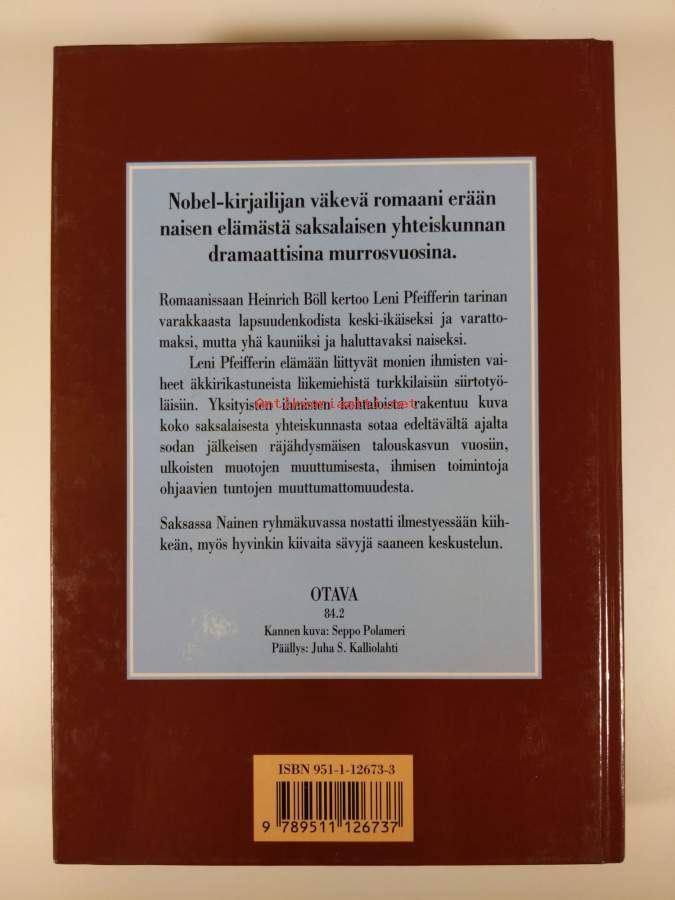 Nobel-kirjailijan väkevä romaani erään
naisen elämästä saksalaisen yhteiskunnan
dramaattisina murrosvuosina.
Romaanissaan Heinrich Böll kertoo Leni Pfeifferin tarinan
varakkaasta lapsuudenkodista keski-ikäiseksi ja varatto-
maksi, mutta yhä kauniiksi ja haluttavaksi naiseksi.
Leni Pfeifferin elämään liittyvät monien ihmisten vai-
heet äkkirikastuneista liikemiehistä turkkilaisiin siirtotyö-
läisiin. Yksityisten ihmisten kohtaloista rakentuu kuva
Antikvariaatti.net
koko saksalaisesta yhteiskunnasta sotaa edeltävältä ajalta
sodan jälkeisen räjähdysmäisen talouskasvun vuosiin,
ulkoisten muotojen muuttumisesta, ihmisen toimintoja
ohjaavien tuntojen muuttumattomuudesta.
Saksassa Nainen ryhmäkuvassa nostatti ilmestyessään kiih-
keän, myös hyvinkin kiivaita sävyjä saaneen keskustelun.
OTAVA
84.2
Kannen kuva: Seppo Polameri
Päällys: Juha S. Kalliolahti
ISBN 951-1-12673-3
9 789511 126737